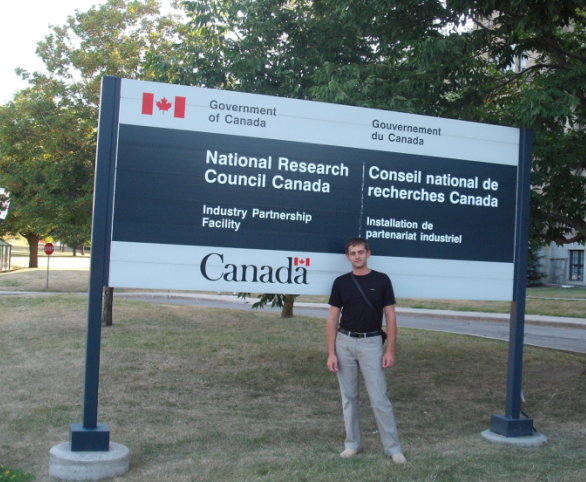 Government
of Canada
Gouvernement
du Canada
National Research
Council Canada
Conseil national de
recherches Canada
Industry Partnership
Facility
Installation de
partenariat industriel
Canada